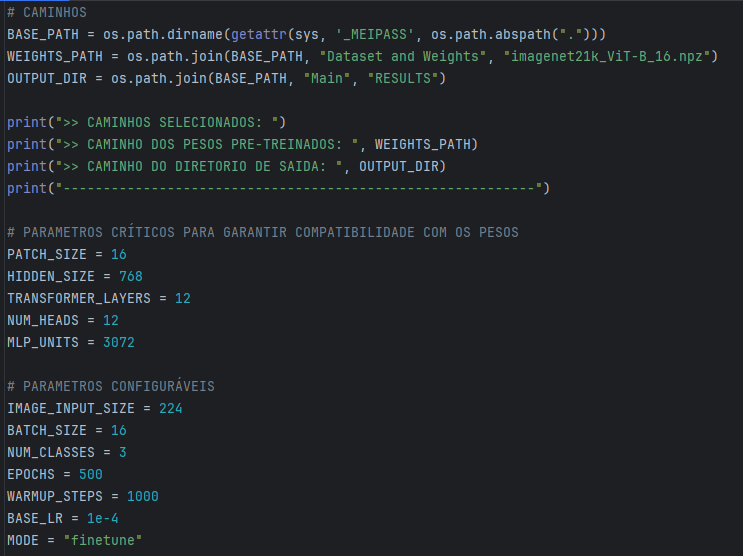 # CAMINHOS
BASE_PATH = os.path.dirname(getattr(sys, '_MEIPASS', os.path.abspath(".")))
WEIGHTS_PATH = os.path.join(BASE_PATH, "Dataset and Weights", "imagenet21k_ViT-B_16.npz")
OUTPUT_DIR = os.path.join(BASE_PATH, "Main", "RESULTS")
print(">> CAMINHOS SELECIONADOS: ")
print(">> CAMINHO DOS PESOS PRE-TREINADOS: ", WEIGHTS_PATH)
print(">> CAMINHO DO DIRETORIO DE SAIDA: ", OUTPUT_DIR)
print("-----------------------------------------------------------")
# PARAMETROS CRÍTICOS PARA GARANTIR COMPATIBILIDADE COM OS PESOS
PATCH_SIZE = 16
HIDDEN_SIZE = 768
TRANSFORMER_LAYERS = 12
NUM_HEADS = 12
MLP_UNITS = 3072
# PARAMETROS CONFIGURÁVEIS
IMAGE_INPUT_SIZE = 224
BATCH_SIZE = 16
NUM_CLASSES = 3
EPOCHS = 500
WARMUP_STEPS = 1000
BASE_LR = 1e-4
MODE = "finetune"